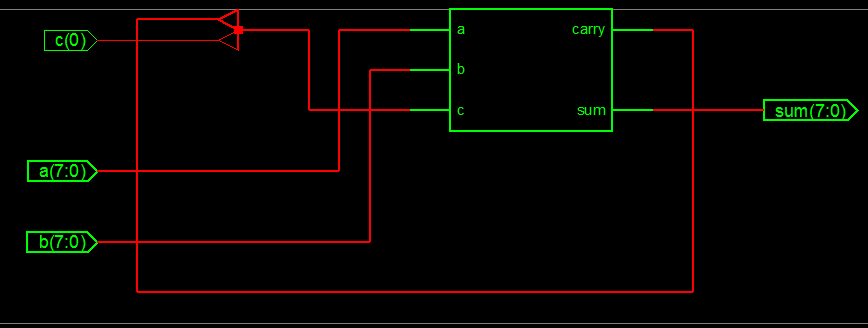 a carry
c(0)
b
c sum
sum(7:0)
a(7:0)
b(7:0)